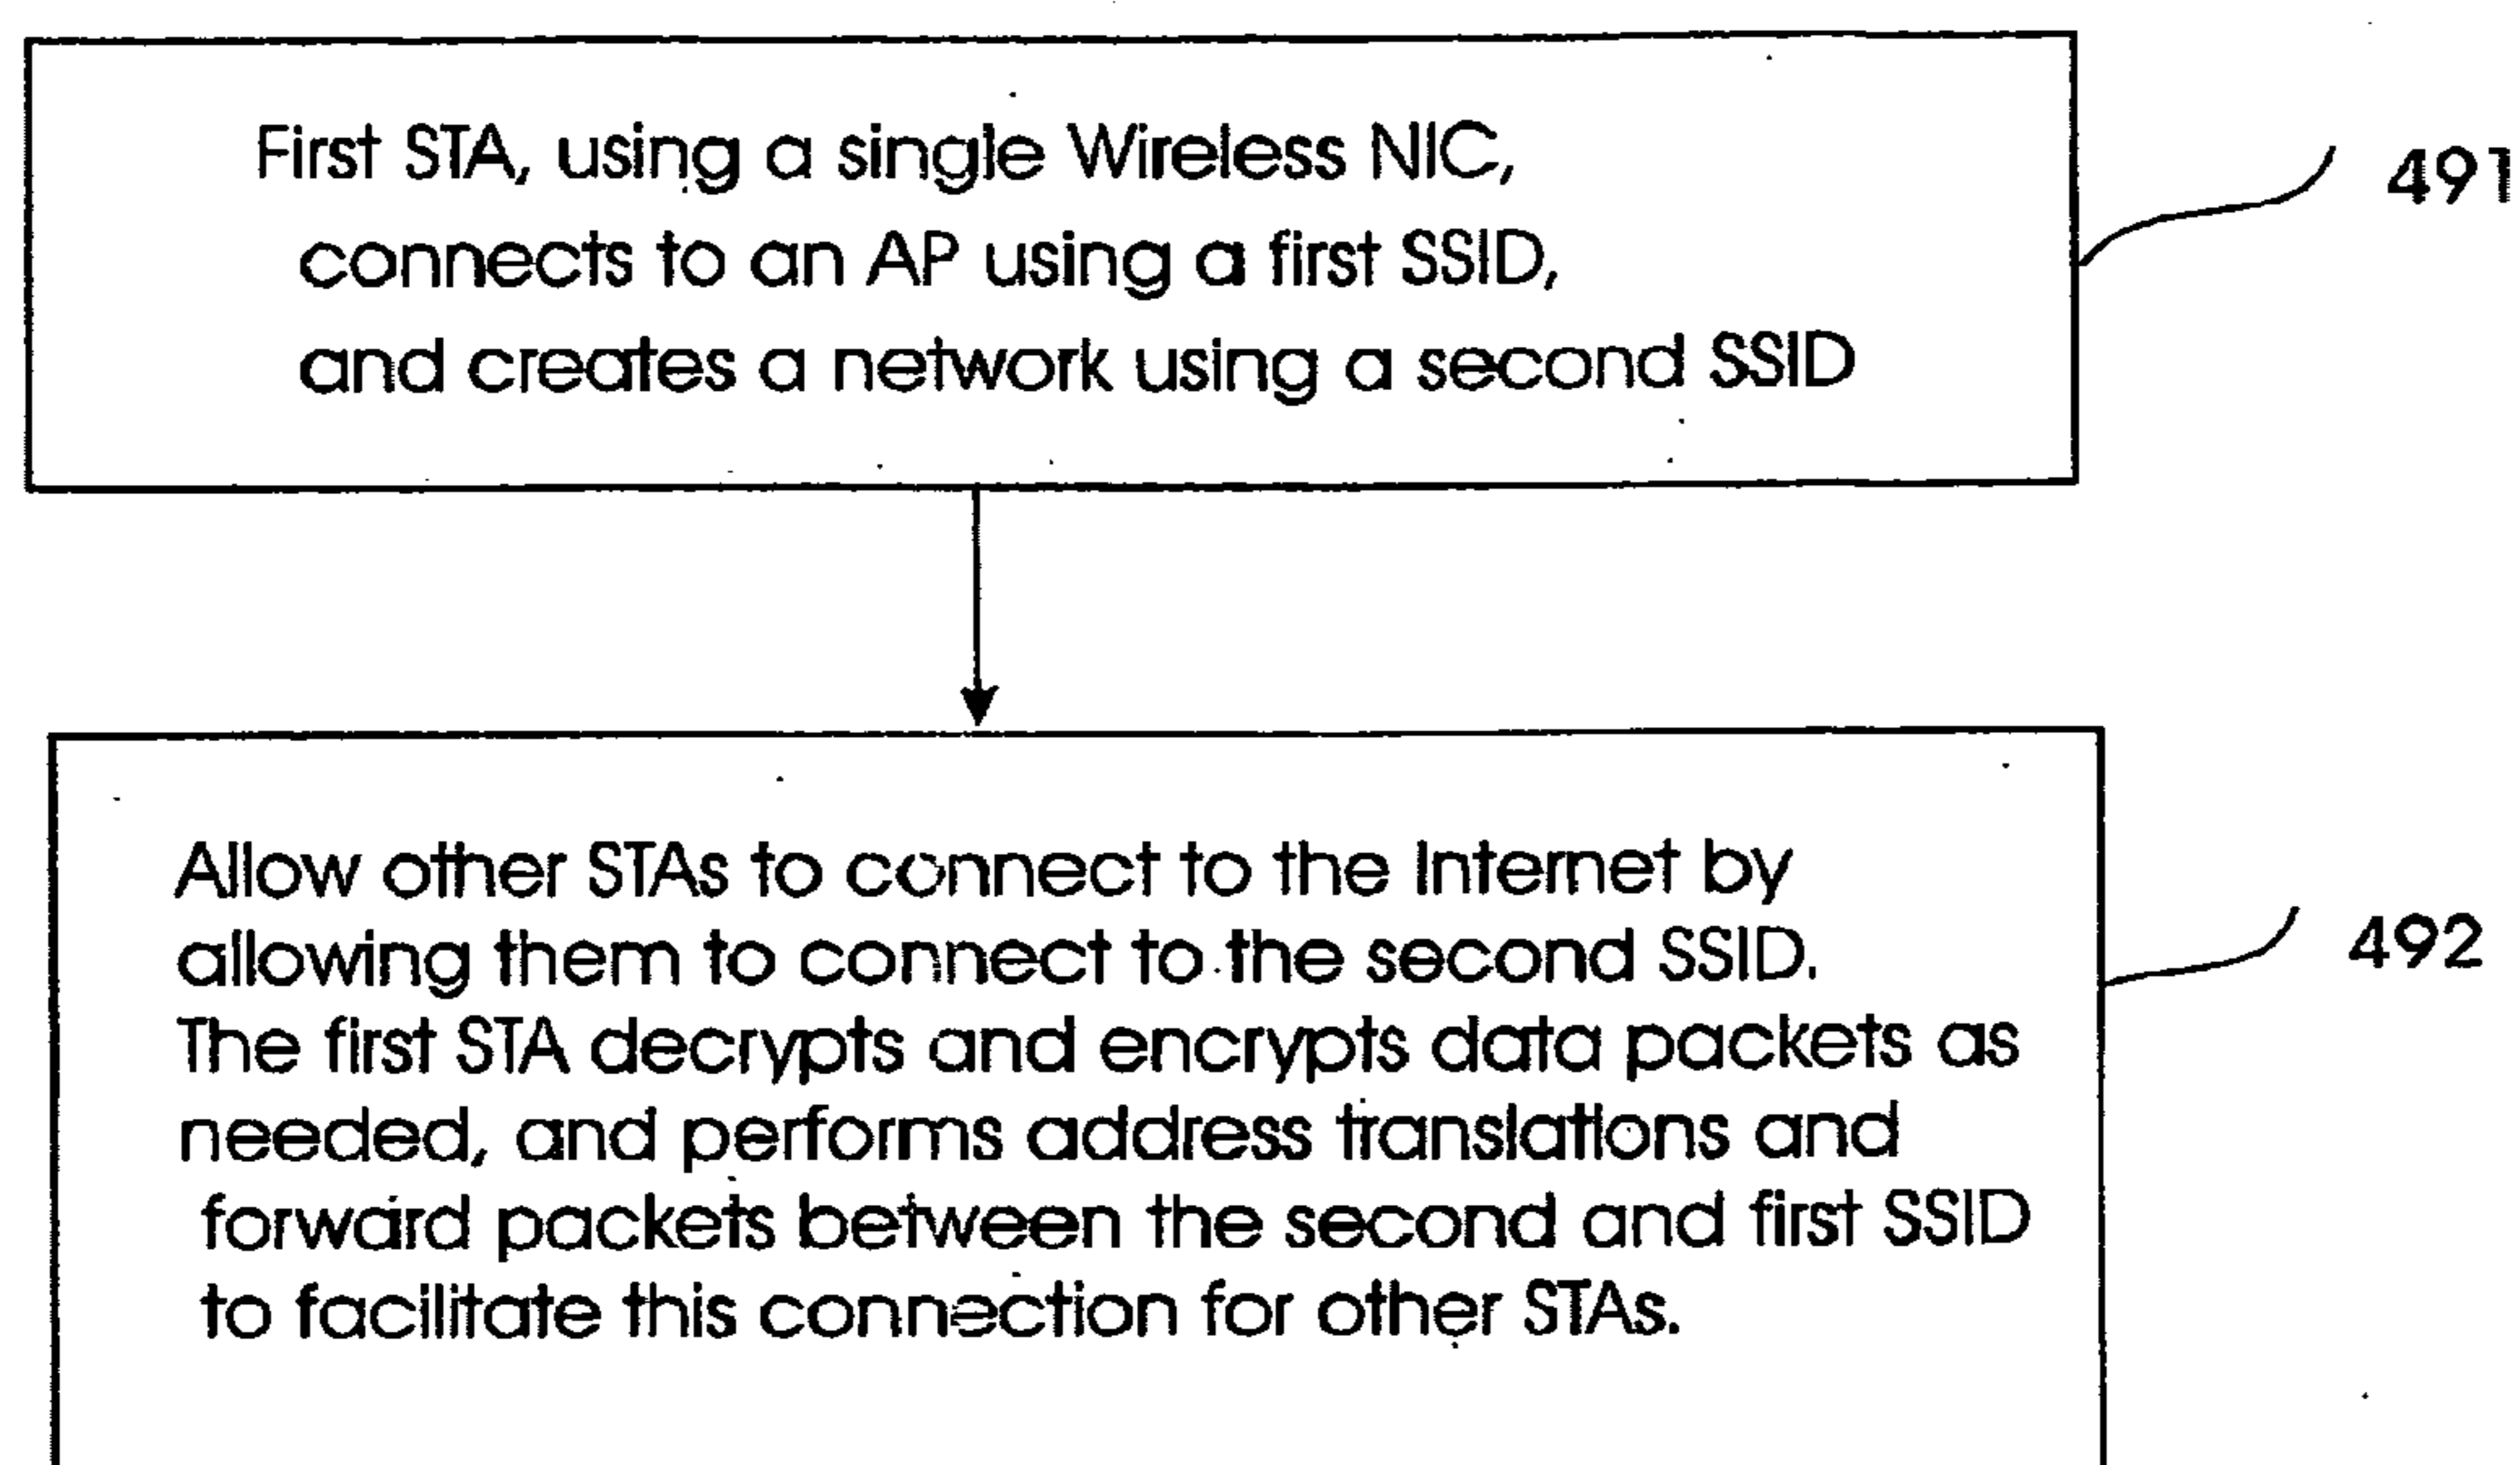 First STA, using a single Wireless NIC,
connects to an AP using a first SSID,
and creates a network using a second SSID
491
Allow other STAs to connect to the Internet by
allowing them to connect to the second SSID.
The first STA decrypts and encrypts data packets as
needed, and performs address translations and
forward packets between the second and first SSID
to facilitate this connection for other STAs.
492